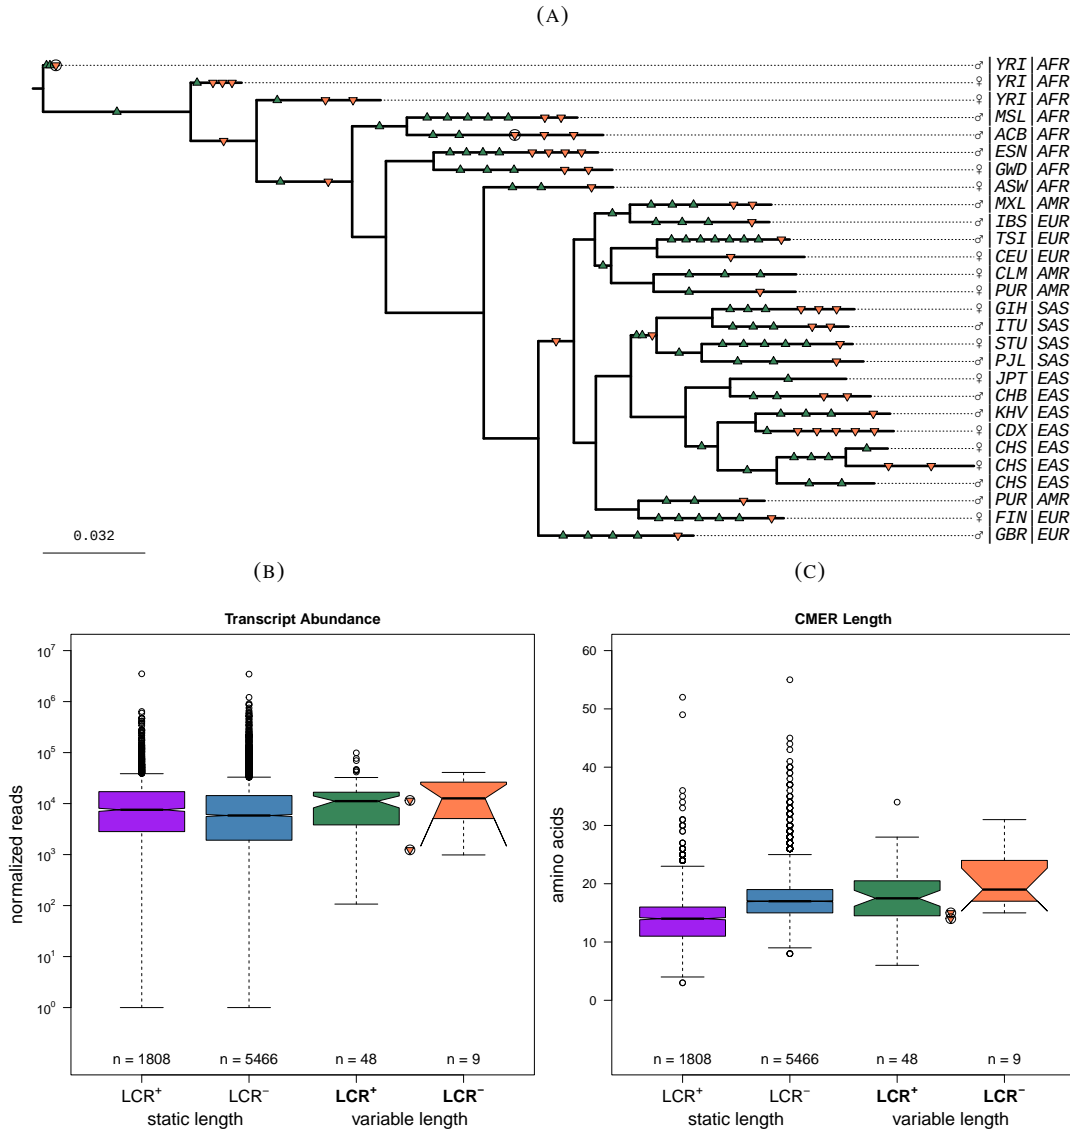 (A)
♂|YRI|AFR
♀|YRI|AFR
♀|YRI|AFR
♂|MSL|AFR
♂|ACB|AFR
♂|ESN|AFR
♀|GWD|AFR
♀|ASW|AFR
♂|MXL|AMR
♂|IBS|EUR
♂|TSI|EUR
♀|CEU|EUR
♀|CLM|AMR
♀|PUR|AMR
♀|GIH|SAS
♂|ITU|SAS
♀|STU|SAS
♂|PJL|SAS
♀|JPT|EAS
♂|CHB|EAS
♂|KHV|EAS
♀|CDX|EAS
♀|CHS|EAS
♀|CHS|EAS
♂|CHS|EAS
♂|PUR|AMR
♀|FIN|EUR
♂|GBR|EUR
0.032
(B)
Transcript Abundance
normalized reads
10⁷
10⁶
10⁵
10⁴
10³
10²
10¹
10⁰
n = 1808
n = 5466
n = 48
n = 9
LCR⁺
LCR⁻
LCR⁺
LCR⁻
static length
variable length
(C)
CMER Length
amino acids
60
50
40
30
20
10
0
n = 1808
n = 5466
n = 48
n = 9
LCR⁺
LCR⁻
LCR⁺
LCR⁻
static length
variable length